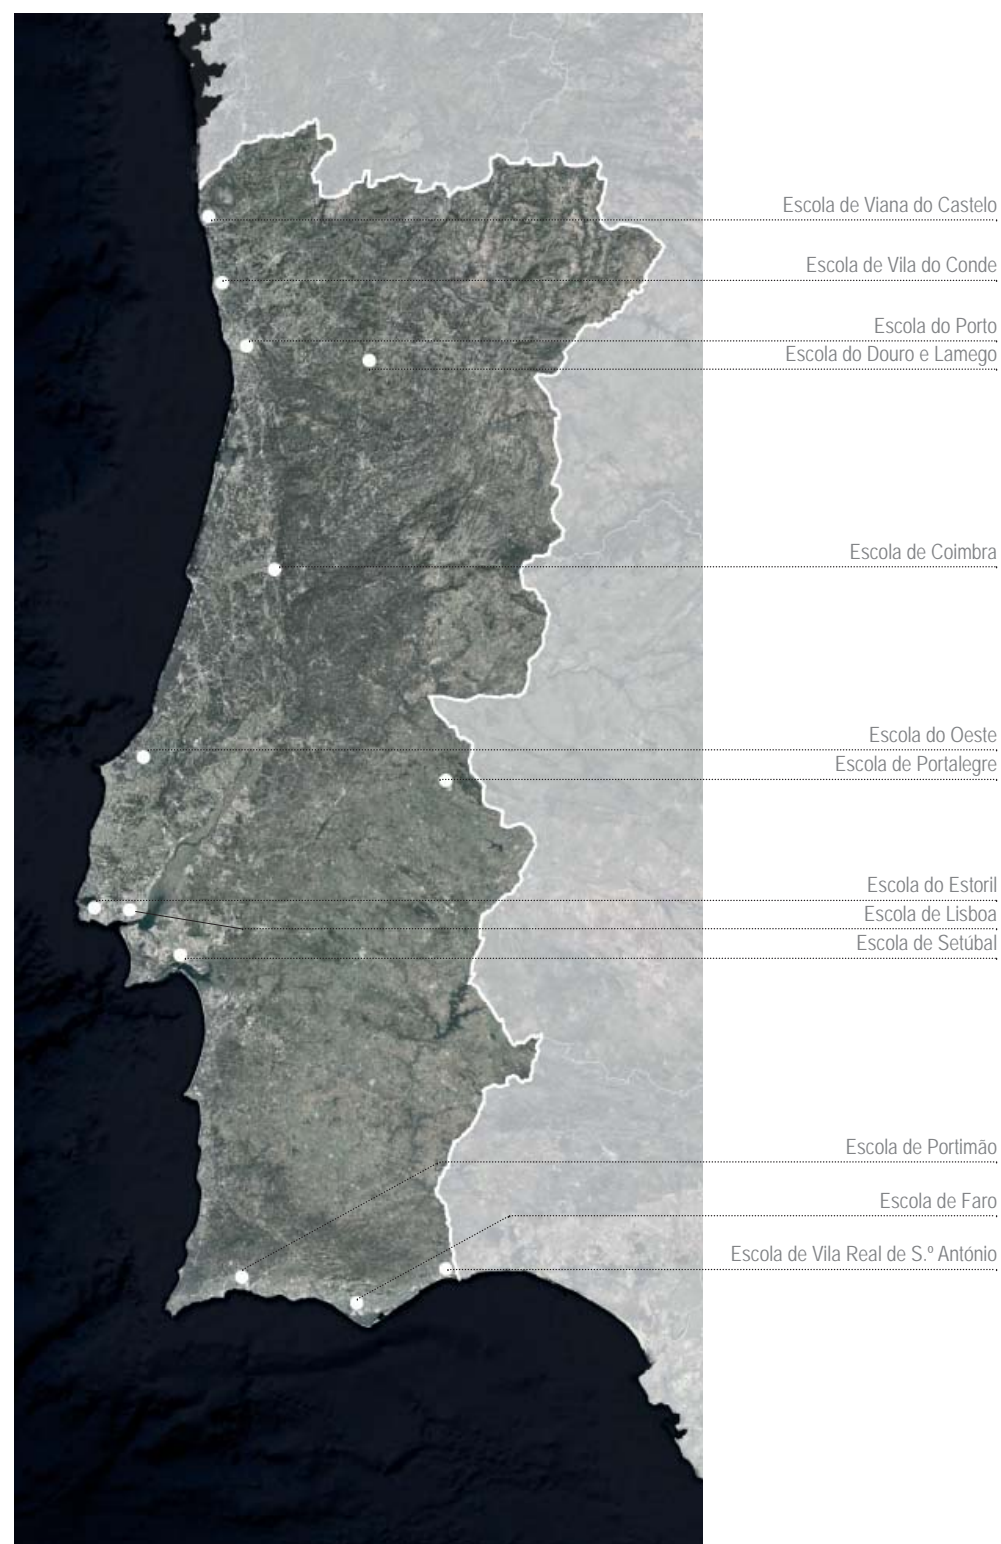 Escola de Viana do Castelo
Escola de Vila do Conde
Escola do Porto
Escola do Douro e Lamego
Escola de Coimbra
Escola do Oeste
Escola de Portalegre
Escola do Estoril
Escola de Lisboa
Escola de Setúbal
Escola de Portimão
Escola de Faro
Escola de Vila Real de S.º António